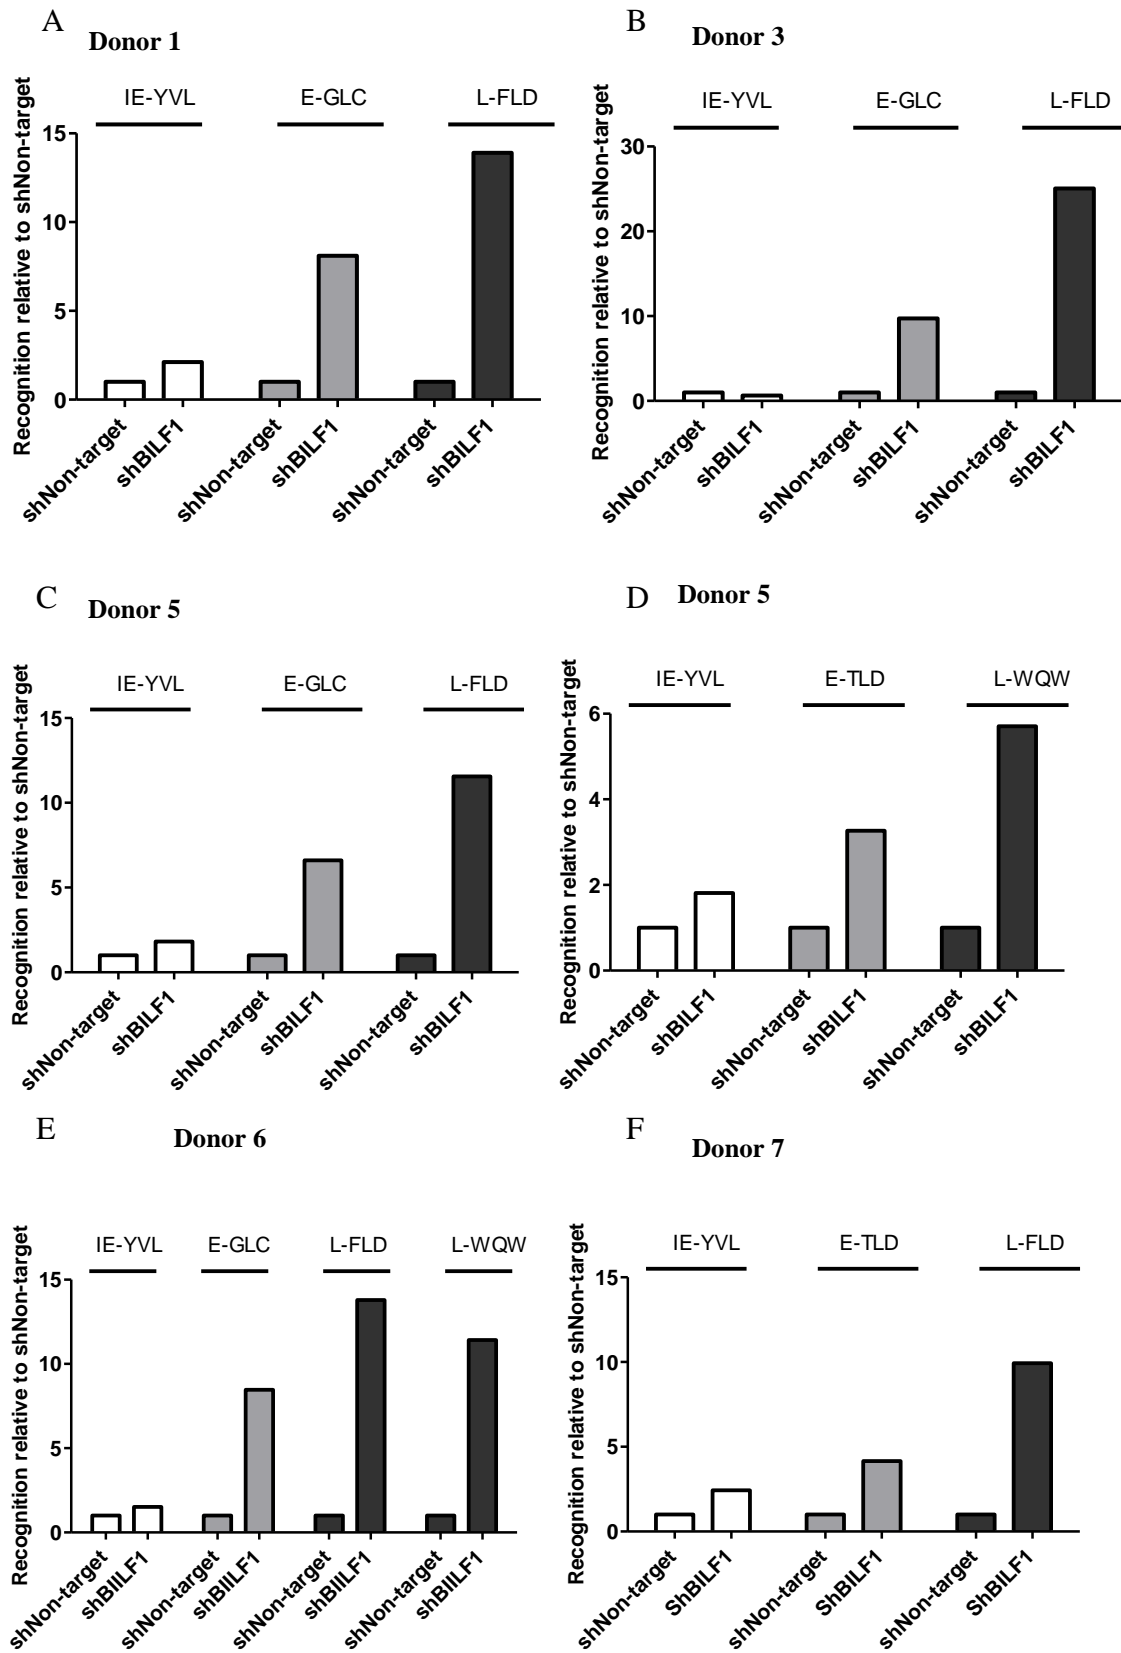 A
Donor 1
IE-YVL E-GLC L-FLD
Recognition relative to shNon-target
15
10
5
0
shNon-target shBILF1 shNon-target shBILF1 shNon-target shBILF1
B
Donor 3
IE-YVL E-GLC L-FLD
Recognition relative to shNon-target
30
20
10
0
shNon-target shBILF1 shNon-target shBILF1 shNon-target shBILF1
C
Donor 5
IE-YVL E-GLC L-FLD
Recognition relative to shNon-target
15
10
5
0
shNon-target shBILF1 shNon-target shBILF1 shNon-target shBILF1
D
Donor 5
IE-YVL E-TLD L-WQW
Recognition relative to shNon-target
6
4
2
0
shNon-target shBILF1 shNon-target shBILF1 shNon-target shBILF1
E
Donor 6
IE-YVL E-GLC L-FLD L-WQW
Recognition relative to shNon-target
15
10
5
0
shNon-target shBIILF1 shNon-target shBIILF1 shNon-target shBIILF1 shNon-target shBIILF1
F
Donor 7
IE-YVL E-TLD L-FLD
Recognition relative to shNon-target
15
10
5
0
shNon-target ShBILF1 shNon-target ShBILF1 shNon-target ShBILF1